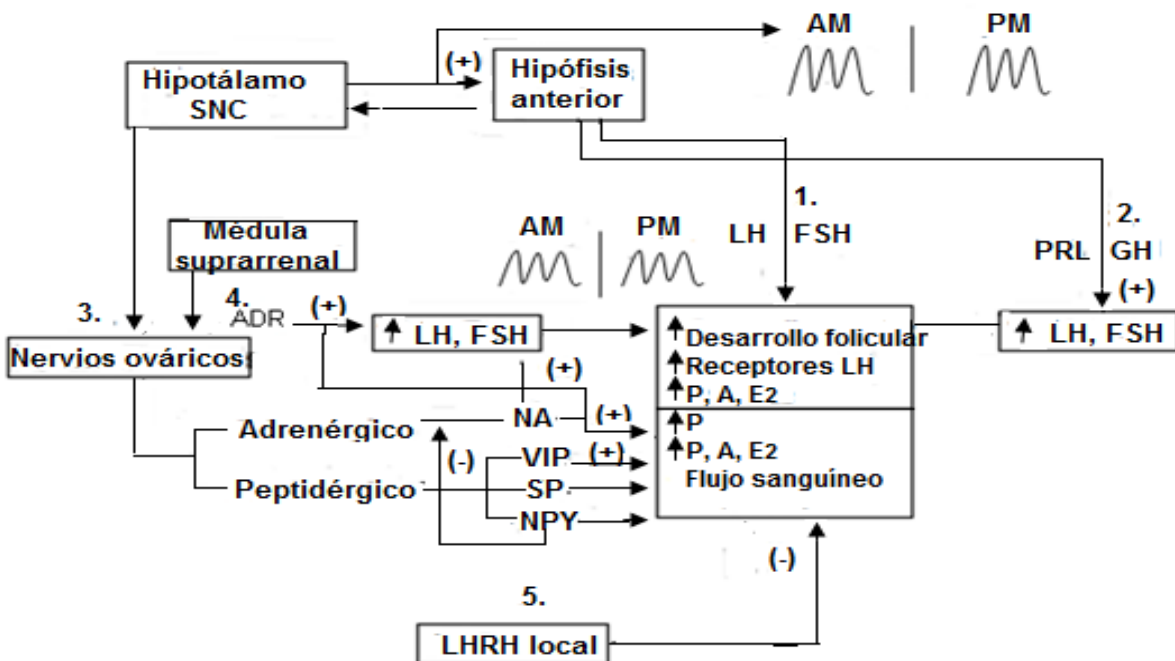 AM
PM
(+)
Hipotálamo
SNC
Hipófisis
anterior
1.
LH
FSH
2.
PRL
GH
(+)
Médula
suprarrenal
AM
PM
3.
4.
ADR
(+)
Nervios ováricos
↑ LH, FSH
↑ Desarrollo folicular
↑ Receptores LH
↑ P, A, E2
↑ P
↑ P, A, E2
Flujo sanguíneo
↑ LH, FSH
(+)
Adrenérgico
NA
(+)
(-)
VIP
(+)
Peptidérgico
SP
NPY
(-)
5.
LHRH local